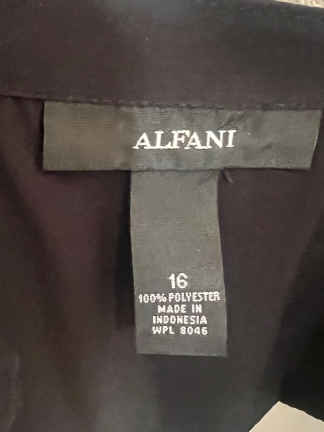 ALFANI
16
100% POLYESTER
MADE IN
INDONESIA
WPL 8046